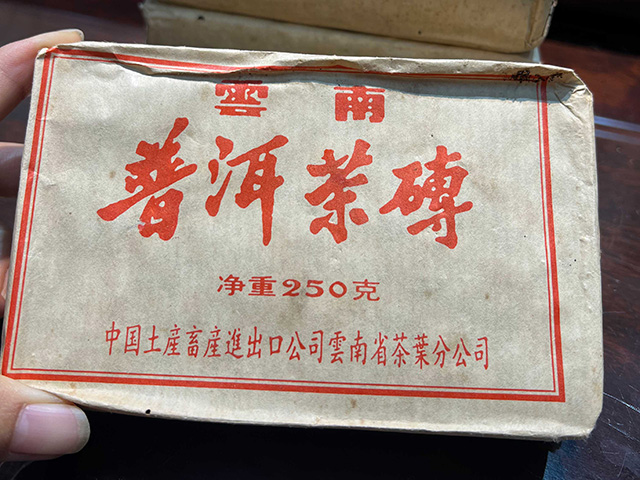 雲南
普洱茶磚
净重250克
中国土産畜産進出口公司雲南省茶葉分公司